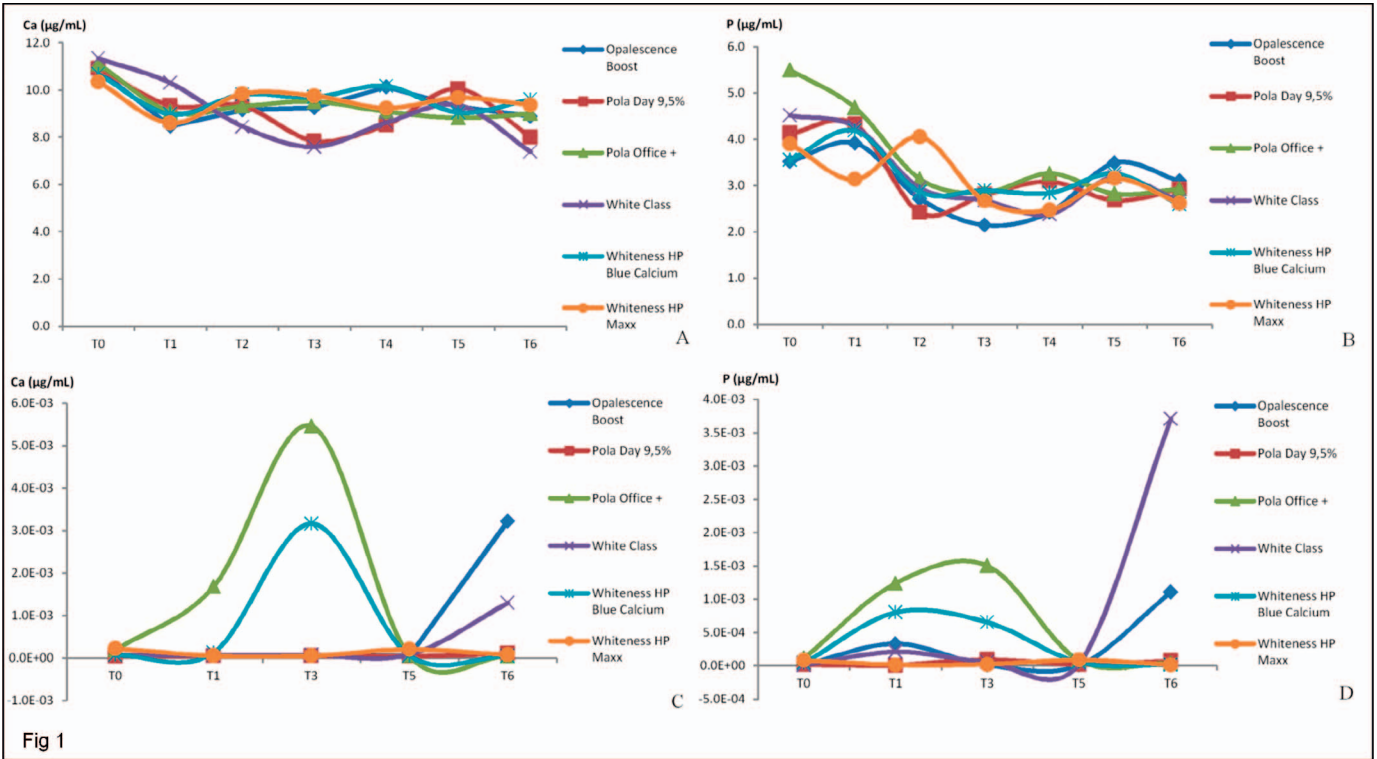 Ca (µg/mL)
12.0
10.0
8.0
6.0
4.0
2.0
0.0
T0 T1 T2 T3 T4 T5 T6
Opalescence
Boost
Pola Day 9,5%
Pola Office +
White Class
Whiteness HP
Blue Calcium
Whiteness HP
Maxx
A
P (µg/mL)
6.0
5.0
4.0
3.0
2.0
1.0
0.0
T0 T1 T2 T3 T4 T5 T6
Opalescence
Boost
Pola Day 9,5%
Pola Office +
White Class
Whiteness HP
Blue Calcium
Whiteness HP
Maxx
B
Ca (µg/mL)
6.0E-03
5.0E-03
4.0E-03
3.0E-03
2.0E-03
1.0E-03
0.0E+00
-1.0E-03
T0 T1 T3 T5 T6
Opalescence
Boost
Pola Day 9,5%
Pola Office +
White Class
Whiteness HP
Blue Calcium
Whiteness HP
Maxx
C
P (µg/mL)
4.0E-03
3.5E-03
3.0E-03
2.5E-03
2.0E-03
1.5E-03
1.0E-03
5.0E-04
0.0E+00
-5.0E-04
T0 T1 T3 T5 T6
Opalescence
Boost
Pola Day 9,5%
Pola Office +
White Class
Whiteness HP
Blue Calcium
Whiteness HP
Maxx
D
Fig 1